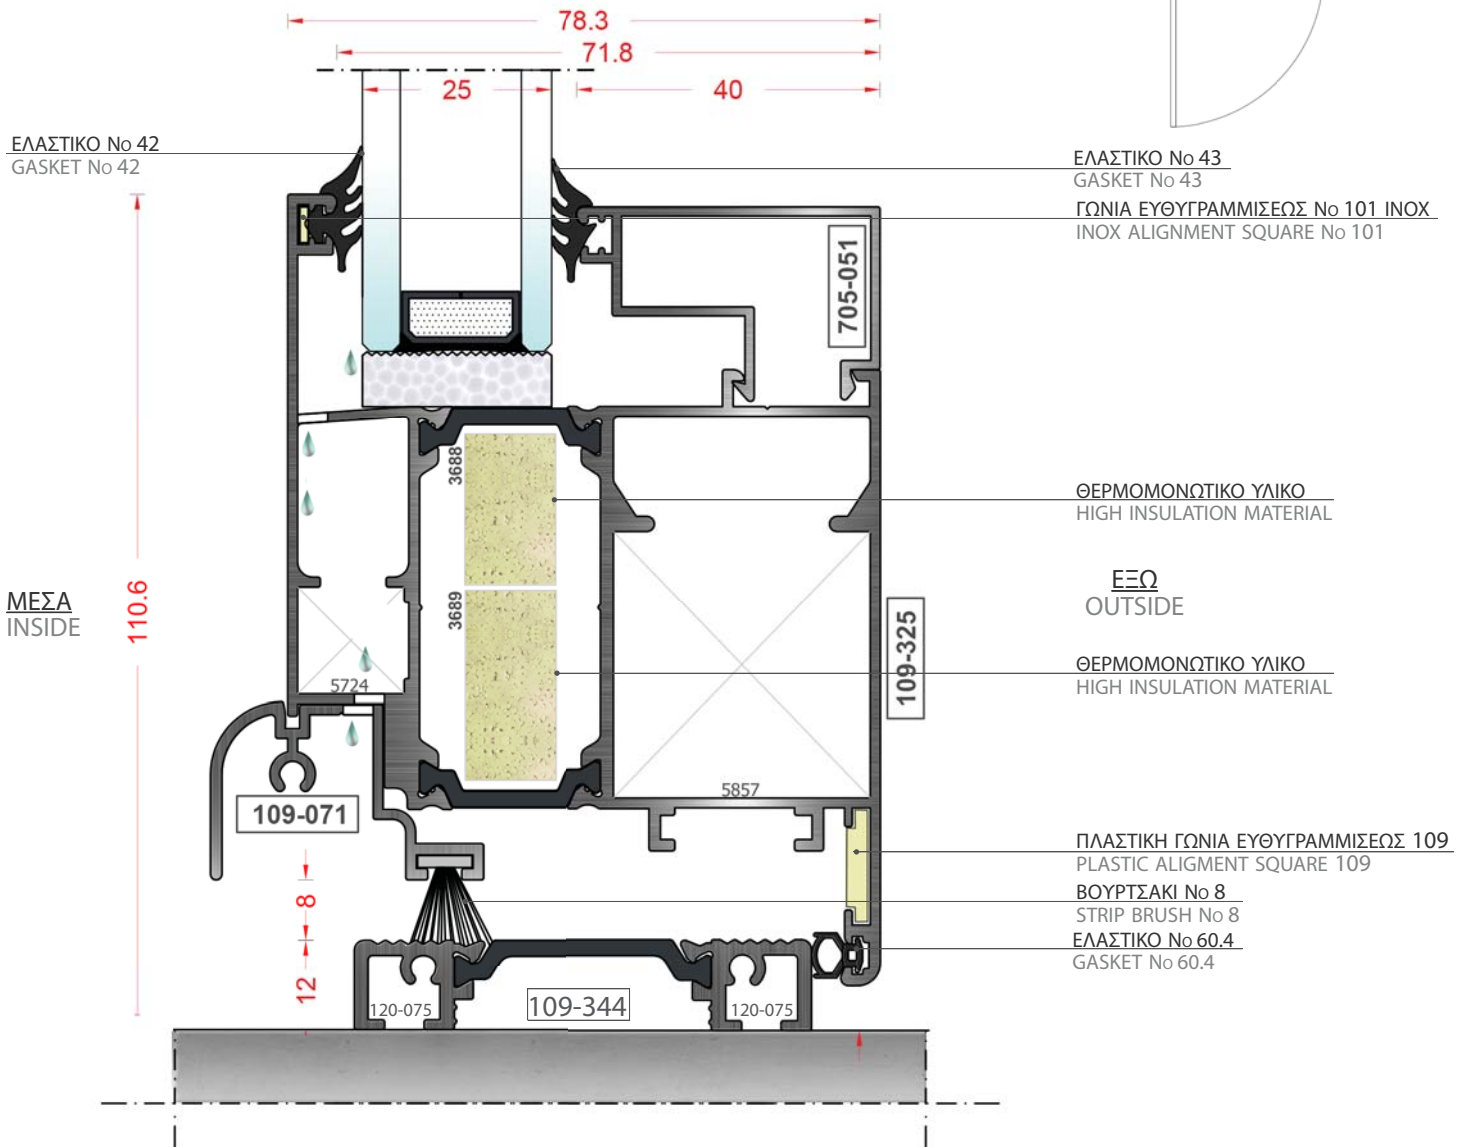 78.3
71.8
25
40
ΕΛΑΣΤΙΚΟ No 42
GASKET No 42
ΕΛΑΣΤΙΚΟ No 43
GASKET No 43
ΓΩΝΙΑ ΕΥΘΥΓΡΑΜΜΙΣΕΩΣ No 101 INOX
INOX ALIGNMENT SQUARE No 101
705-051
3688
ΘΕΡΜΟΜΟΝΩΤΙΚΟ ΥΛΙΚΟ
HIGH INSULATION MATERIAL
ΜΕΣΑ
INSIDE
110.6
3689
ΕΞΩ
OUTSIDE
109-325
ΘΕΡΜΟΜΟΝΩΤΙΚΟ ΥΛΙΚΟ
HIGH INSULATION MATERIAL
5724
5857
109-071
ΠΛΑΣΤΙΚΗ ΓΩΝΙΑ ΕΥΘΥΓΡΑΜΜΙΣΕΩΣ 109
PLASTIC ALIGMENT SQUARE 109
8
ΒΟΥΡΤΣΑΚΙ No 8
STRIP BRUSH No 8
ΕΛΑΣΤΙΚΟ No 60.4
GASKET No 60.4
12
120-075
109-344
120-075